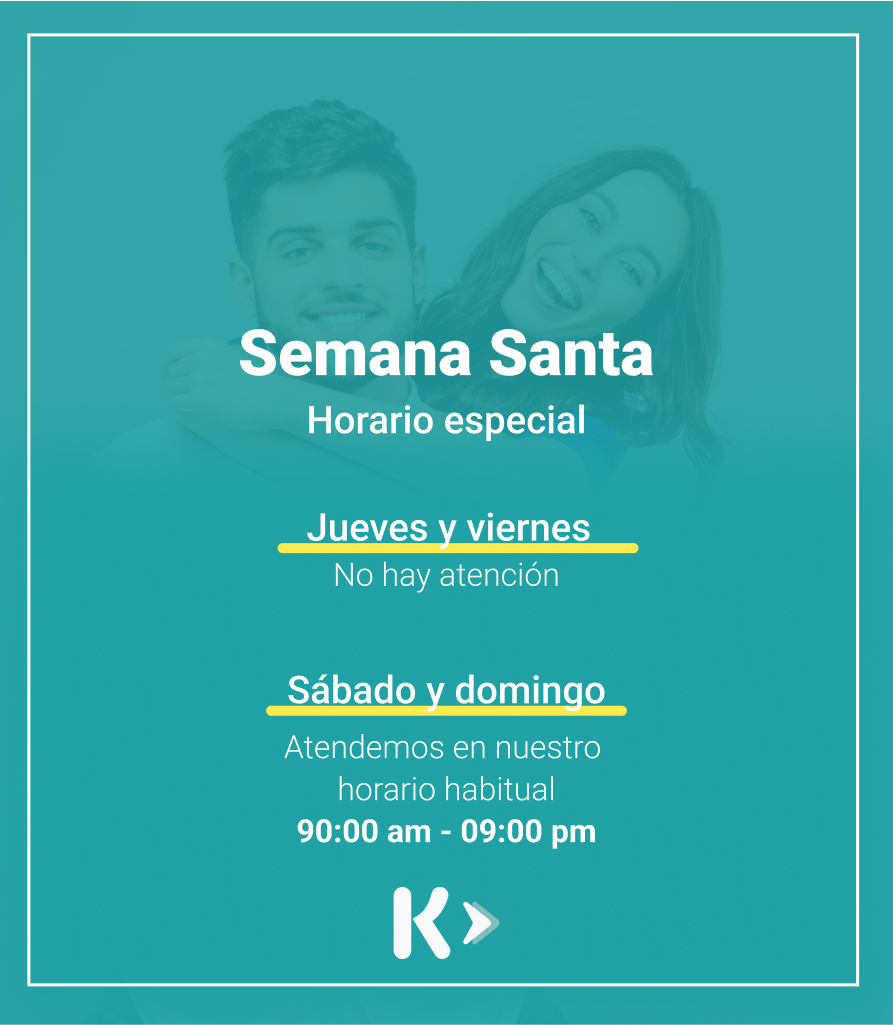 Semana Santa
Horario especial
Jueves y viernes
No hay atención
Sábado y domingo
Atendemos en nuestro
horario habitual
90:00 am - 09:00 pm
K